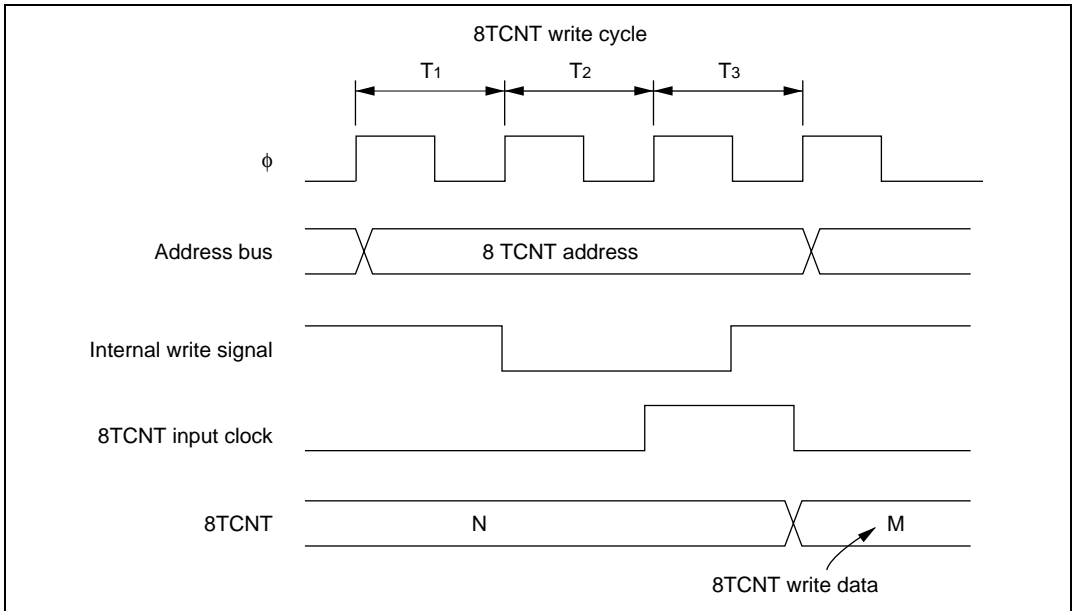 8TCNT write cycle
T1 T2 T3
ϕ
Address bus 8 TCNT address
Internal write signal
8TCNT input clock
8TCNT N M
8TCNT write data